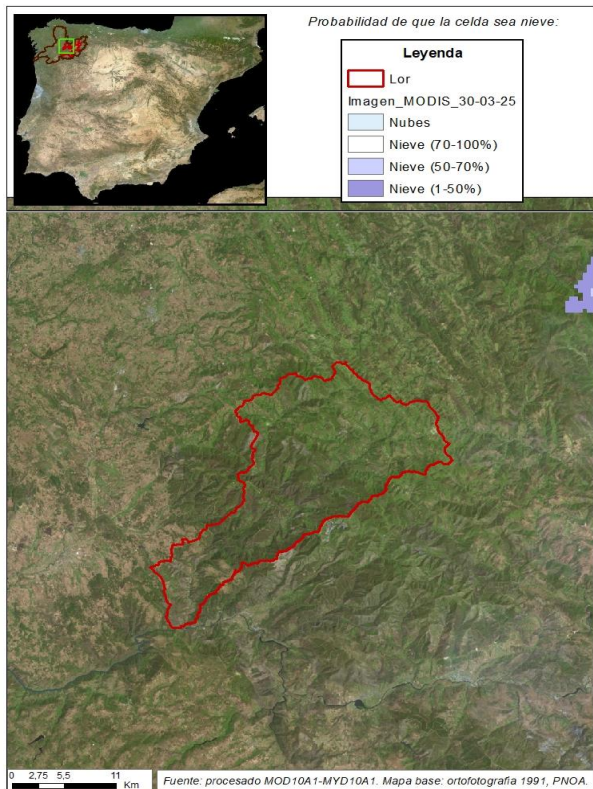 Probabilidad de que la celda sea nieve:
Leyenda
Lor
Imagen_MODIS_30-03-25
Nubes
Nieve (70-100%)
Nieve (50-70%)
Nieve (1-50%)
0 2,75 5,5 11
Km
Fuente: procesado MOD10A1-MYD10A1. Mapa base: ortofotografia 1991, PNOA.